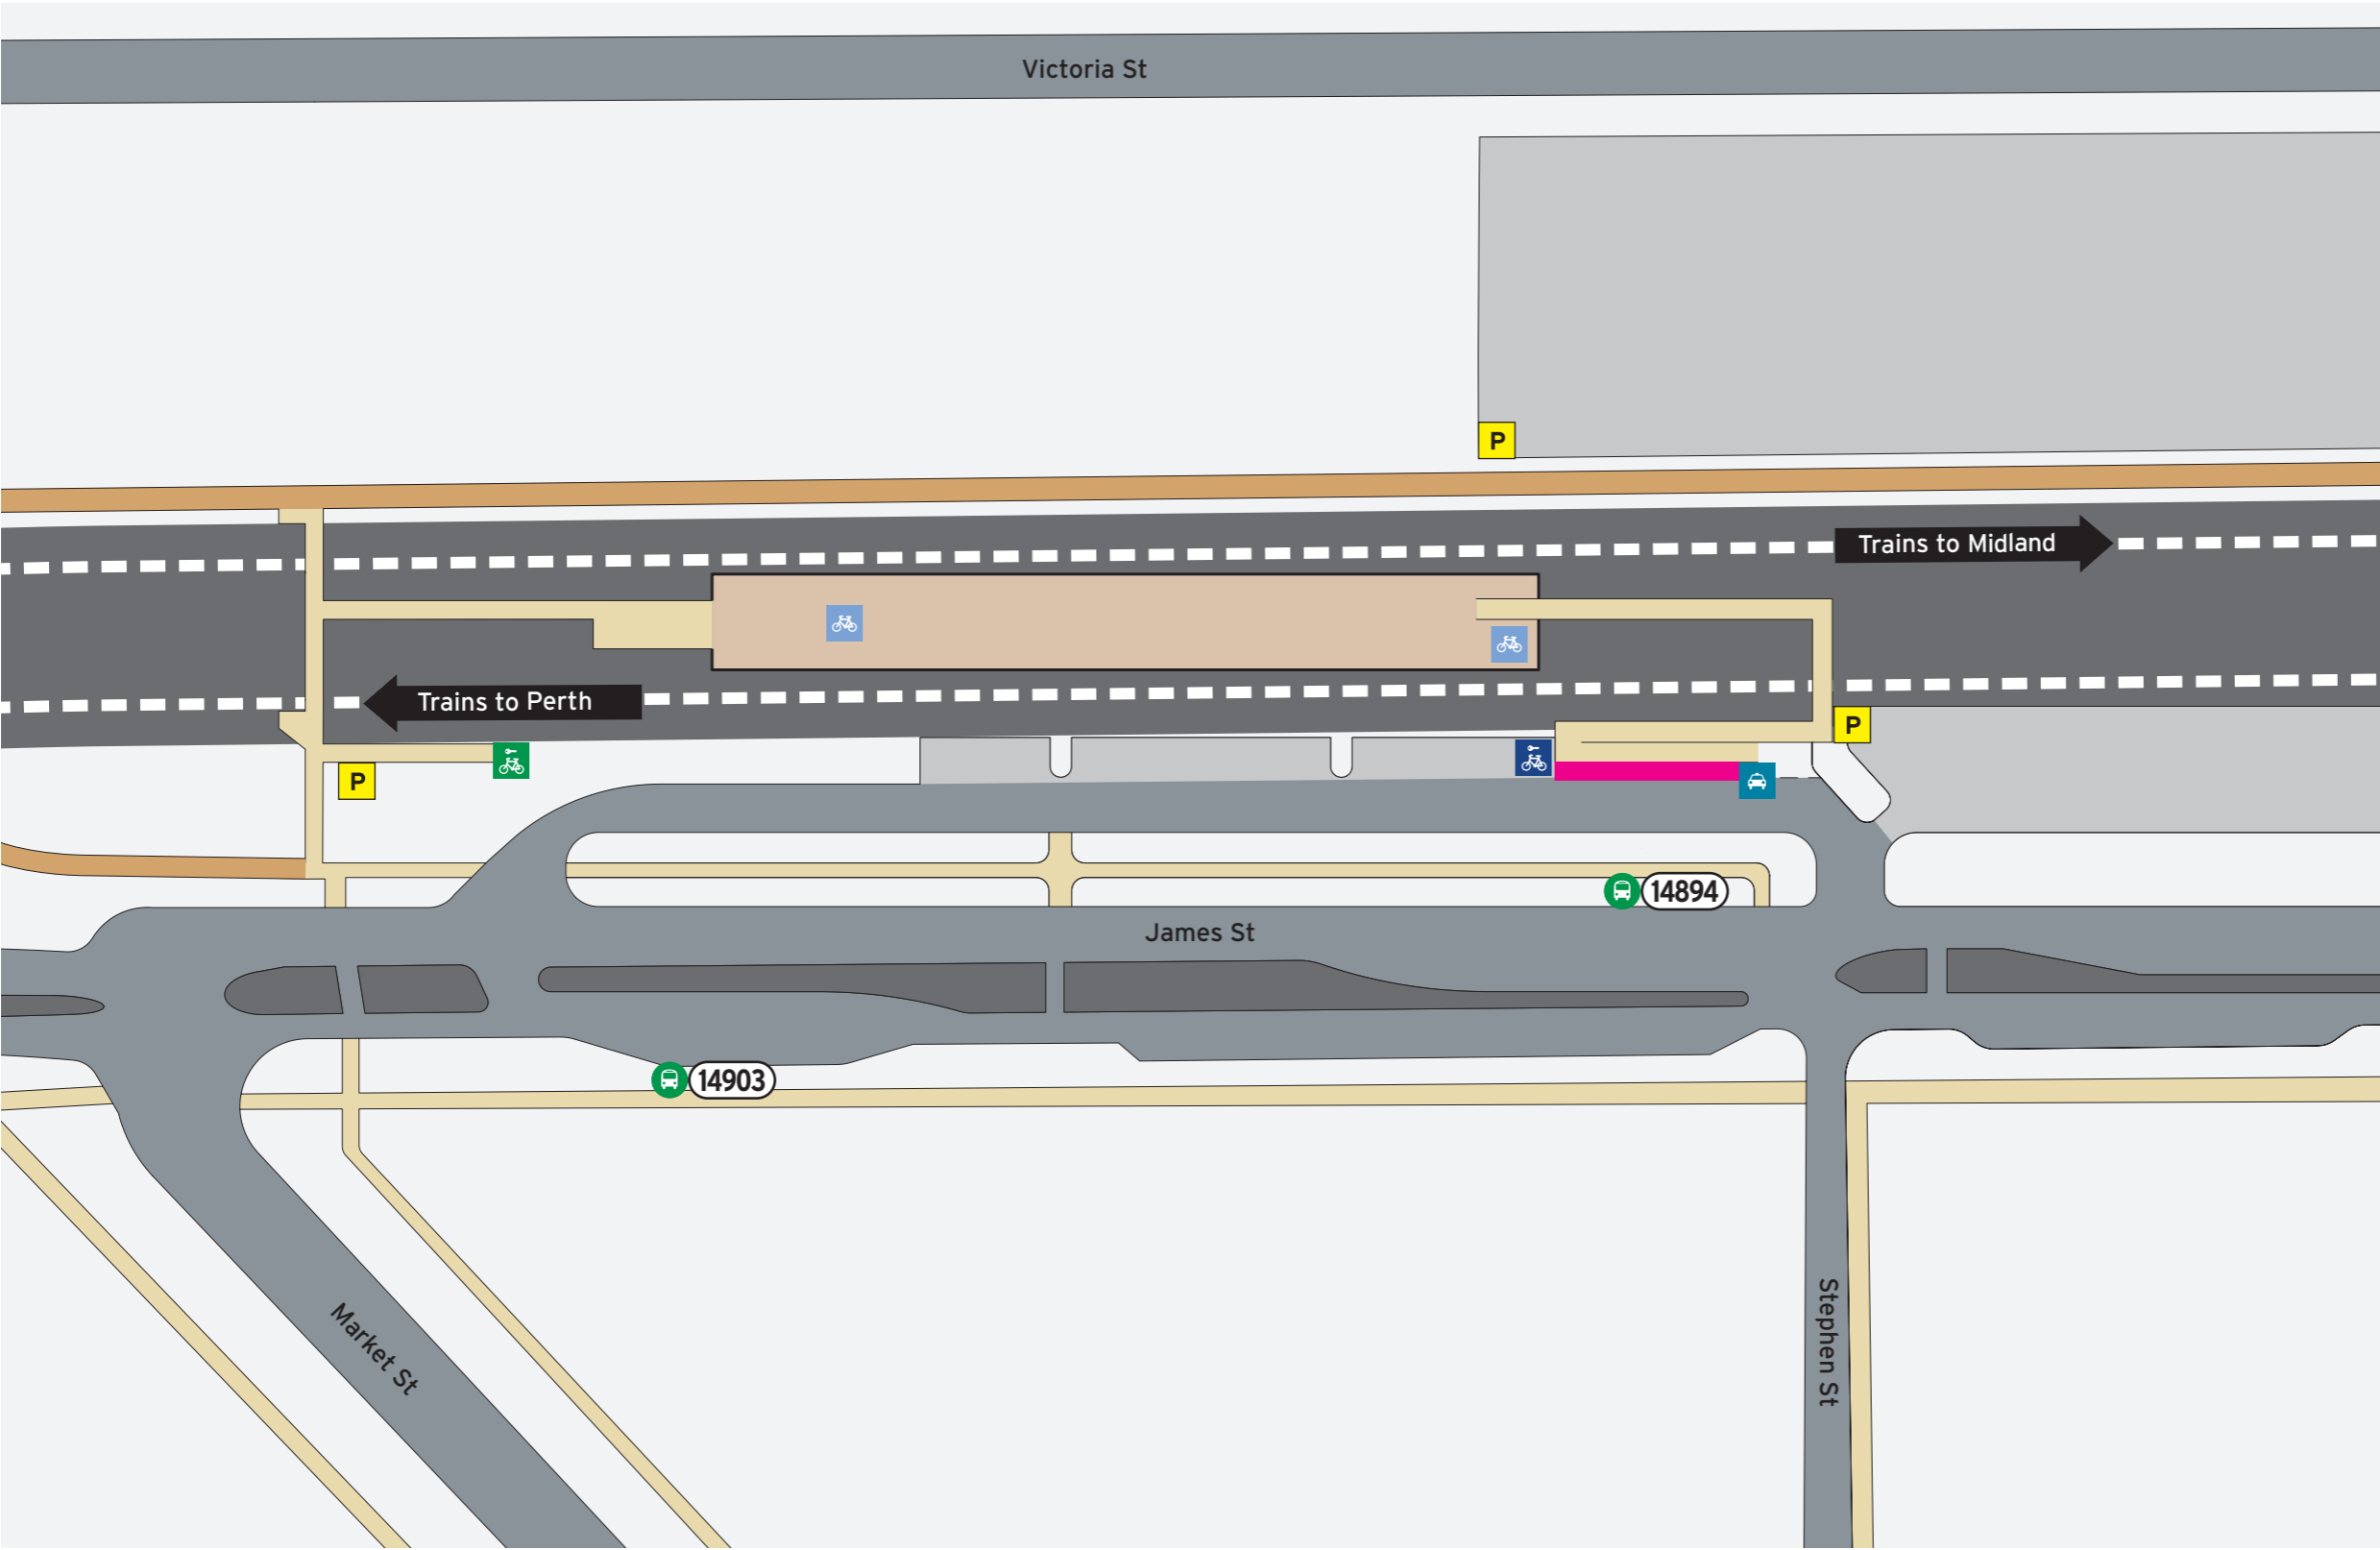 Victoria St
P
Trains to Midland
Trains to Perth
P
P
14894
James St
14903
Market St
Stephen St